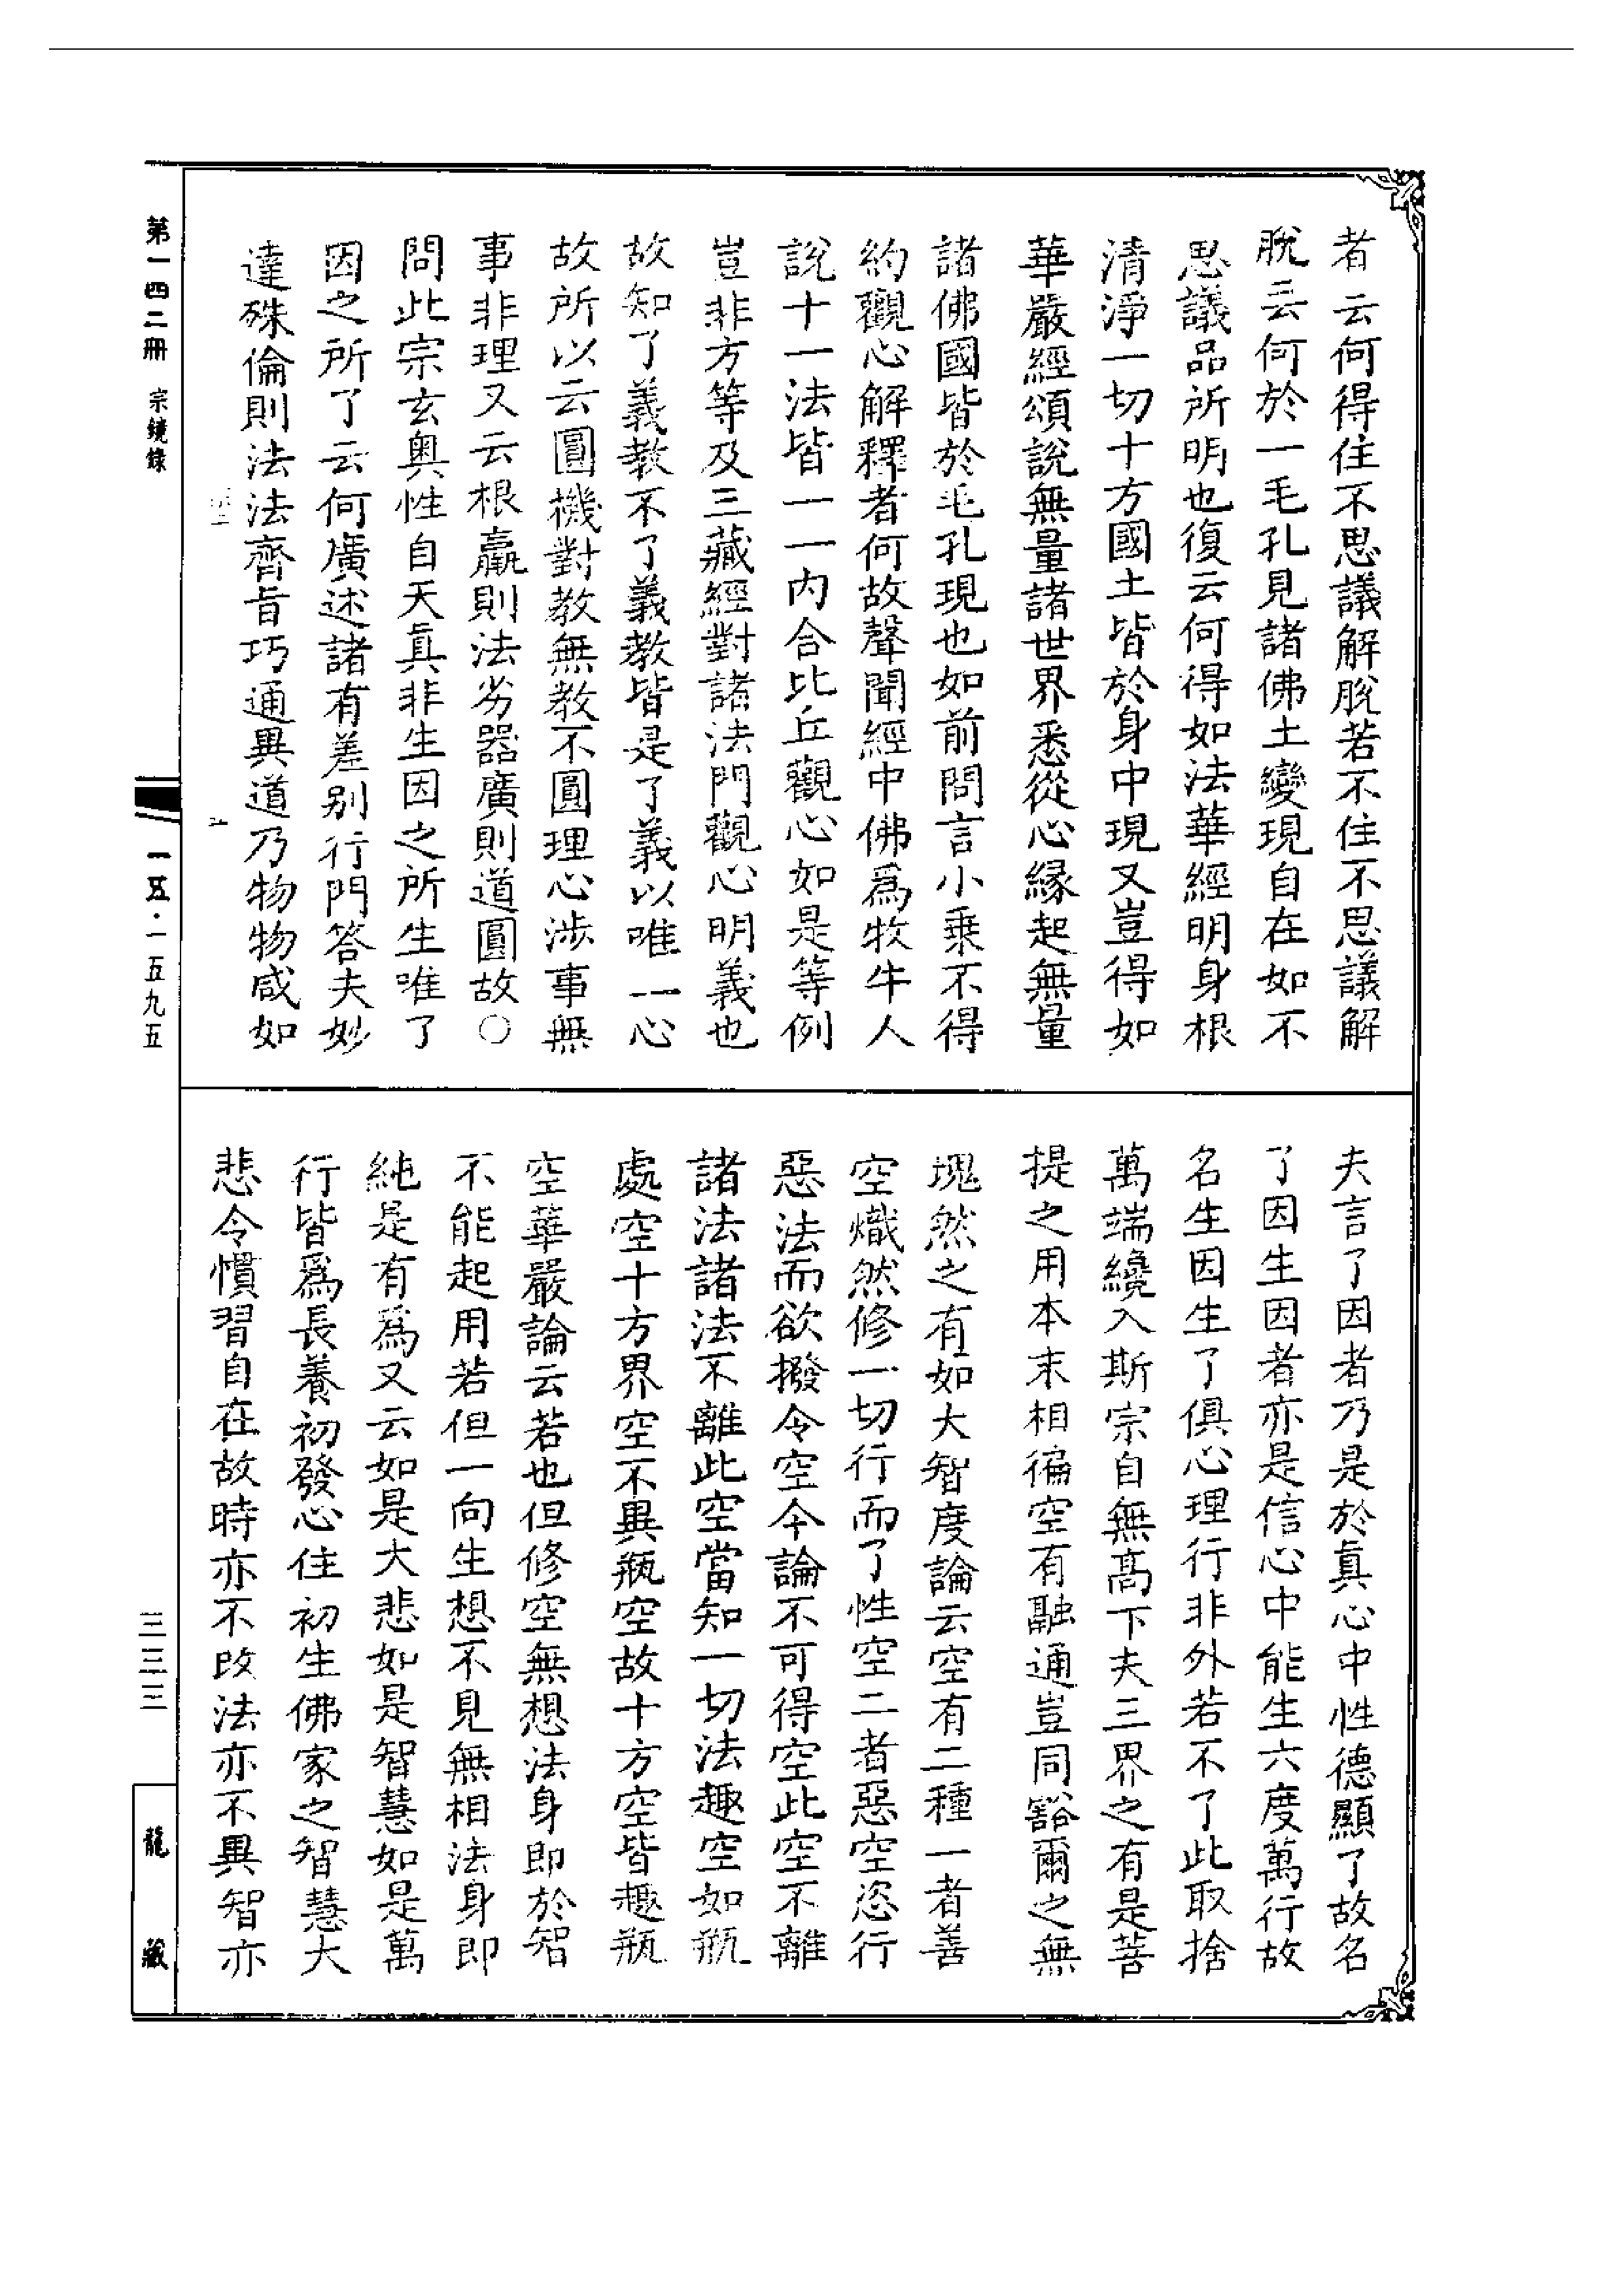 者云何得住不思議解脫若不住不思議解
脫云何於一毛孔見諸佛土變現自在如不
思議品所明也復云何得如法華經明身根
清淨一切十方國土皆於身中現又豈得如
華嚴經頌說無量諸世界悉從心緣起無量
諸佛國皆於毛孔現也如前問言小乘不得
約觀心解釋者何故聲聞經中佛爲牧牛人
說十一法皆一一內合比丘觀心如是等例
豈非方等及三藏經對諸法門觀心明義也
故知了義教不了義教皆是了義以唯一心
故所以云圓機對教無教不圓理心涉事無
事非理又云根羸則法劣器廣則道圓故○
問此宗玄奧性自天真非生因之所生唯了
因之所了云何廣述諸有差別行門答夫妙
達殊倫則法法齊旨巧通異道乃物物咸如
夫言了因者乃是於真心中性德顯了故名
了因生因者亦是信心中能生六度萬行故
名生因生了俱心理行非外若不了此取捨
萬端纔入斯宗自無高下夫三界之有是菩
提之用本末相徧空有融通豈同豁爾之無
塊然之有如大智度論云空有二種一者善
空熾然修一切行而了性空二者惡空恣行
惡法而欲撥令空今論不可得空此空不離
諸法諸法不離此空當知一切法趣空如瓶
處空十方界空不異瓶空故十方空皆趣瓶
空華嚴論云若也但修空無想法身即於智
不能起用若但一向生想不見無相法身即
純是有爲又云如是大悲如是智慧如是萬
行皆爲長養初發心住初生佛家之智慧大
悲令慣習自在故時亦不改法亦不異智亦
第一四二冊 宗鏡錄
一五·一五九五
三三三
龍藏